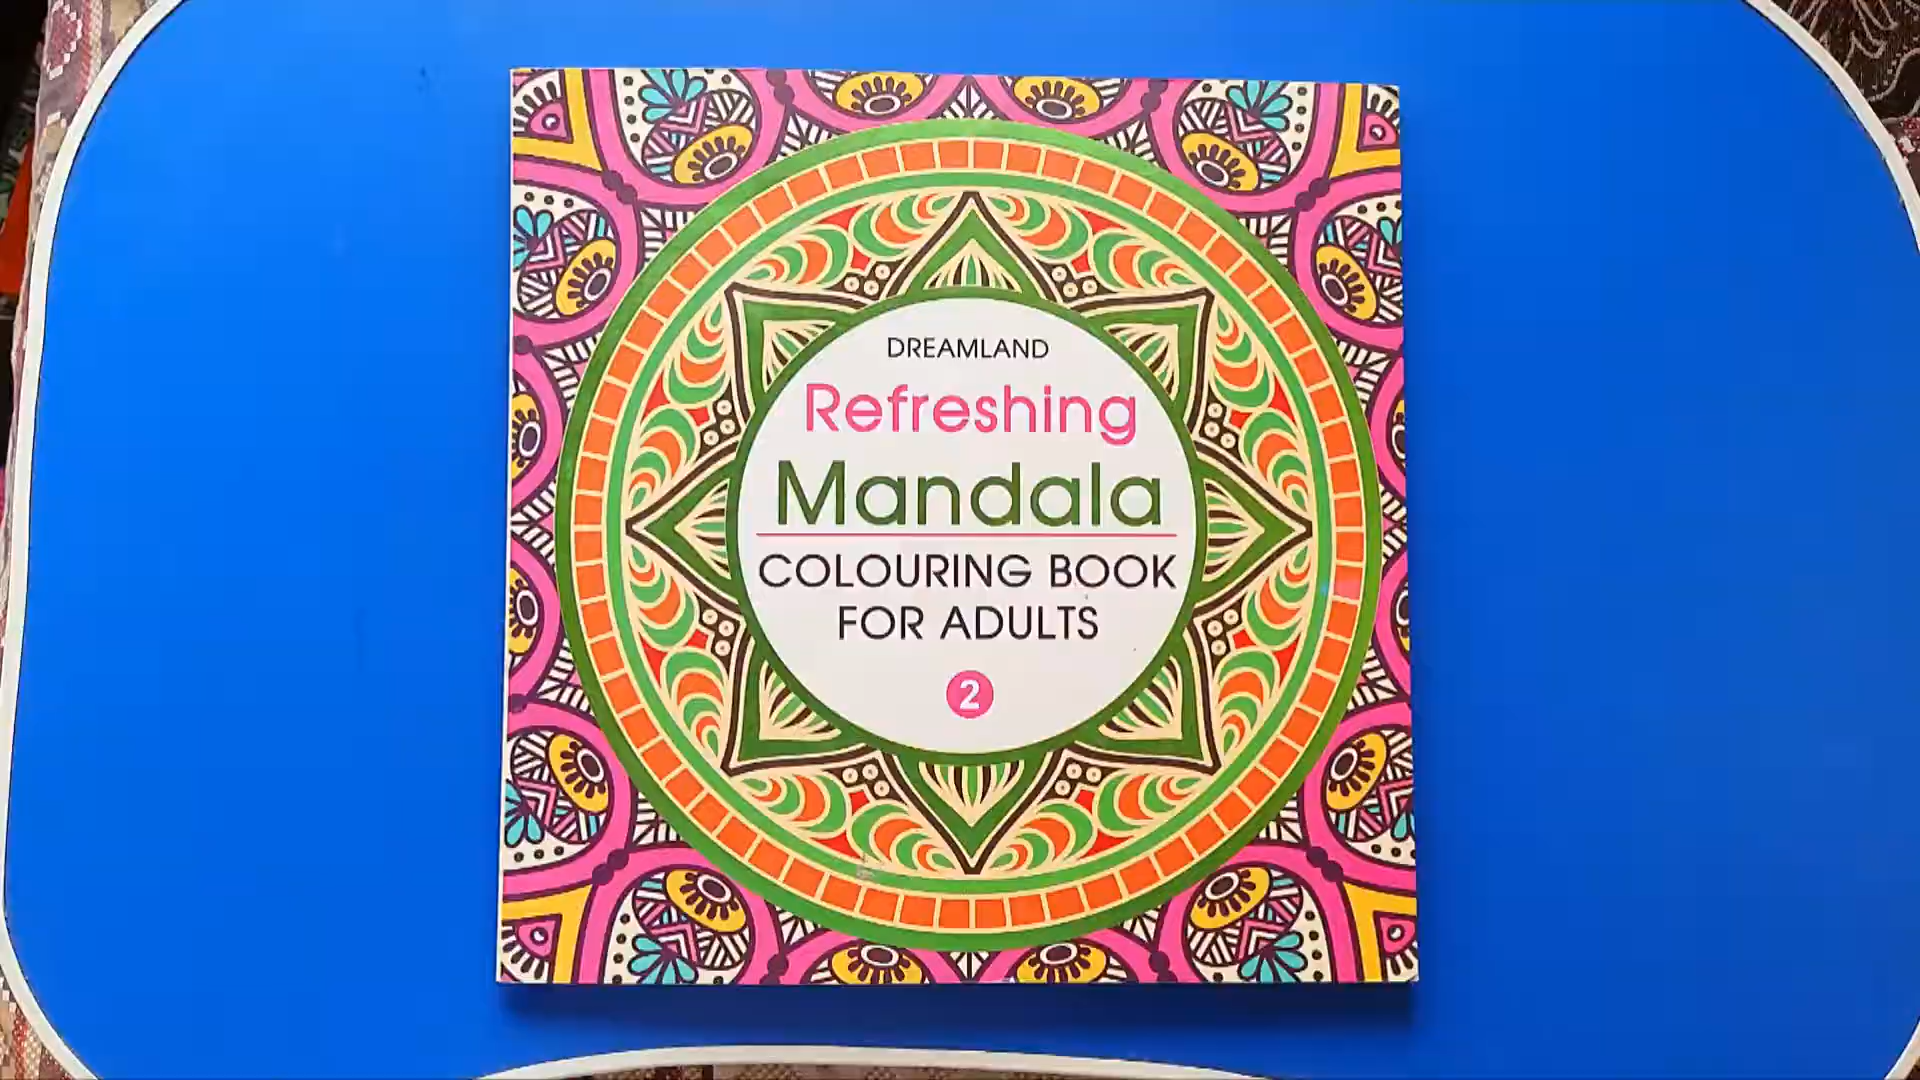 DREAMLAND
Refreshing
Mandala
COLOURING BOOK
FOR ADULTS
2